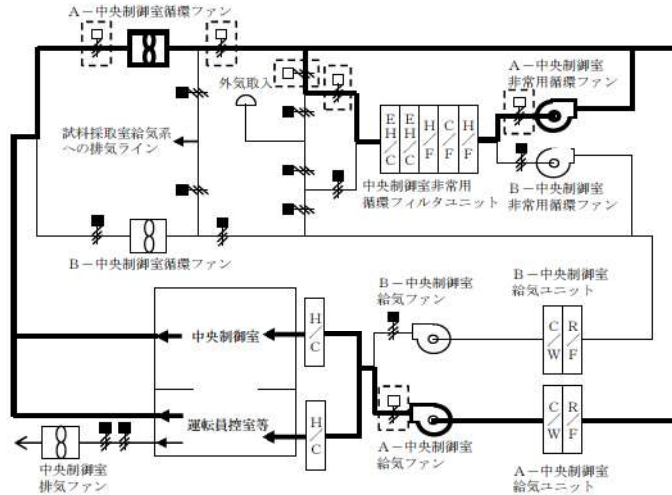 A－中央制御室循環ファン
外気取入
A－中央制御室
非常用循環ファン
試料採取室給気系
への排気ライン
E
H
/
C
E
H
/
C
H
/
F
C
/
F
H
/
F
中央制御室非常用
循環フィルタユニット
B－中央制御室
非常用循環ファン
B－中央制御室循環ファン
B－中央制御室
給気ファン
B－中央制御室
給気ユニット
中央制御室
H
/
C
C
/
W
R
/
F
運転員控室等
H
/
C
C
/
W
R
/
F
中央制御室
排気ファン
A－中央制御室
給気ファン
A－中央制御室
給気ユニット